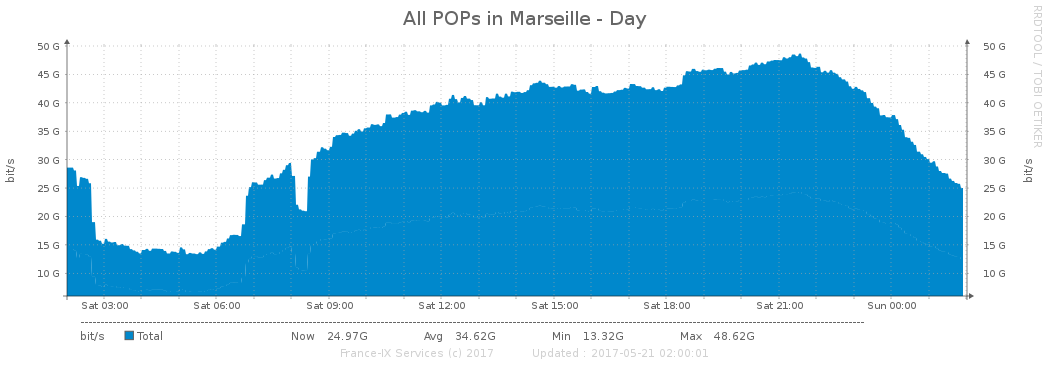 All POPs in Marseille - Day
RRDTOOL / TOBI OETIKER
bit/s
50 G 50 G
45 G 45 G
40 G 40 G
35 G 35 G
30 G 30 G
25 G 25 G
20 G 20 G
15 G 15 G
10 G 10 G
bit/s
Sat 03:00 Sat 06:00 Sat 09:00 Sat 12:00 Sat 15:00 Sat 18:00 Sat 21:00 Sun 00:00
bit/s Total Now 24.97G Avg 34.62G Min 13.32G Max 48.62G
France-IX Services (c) 2017 Updated : 2017-05-21 02:00:01